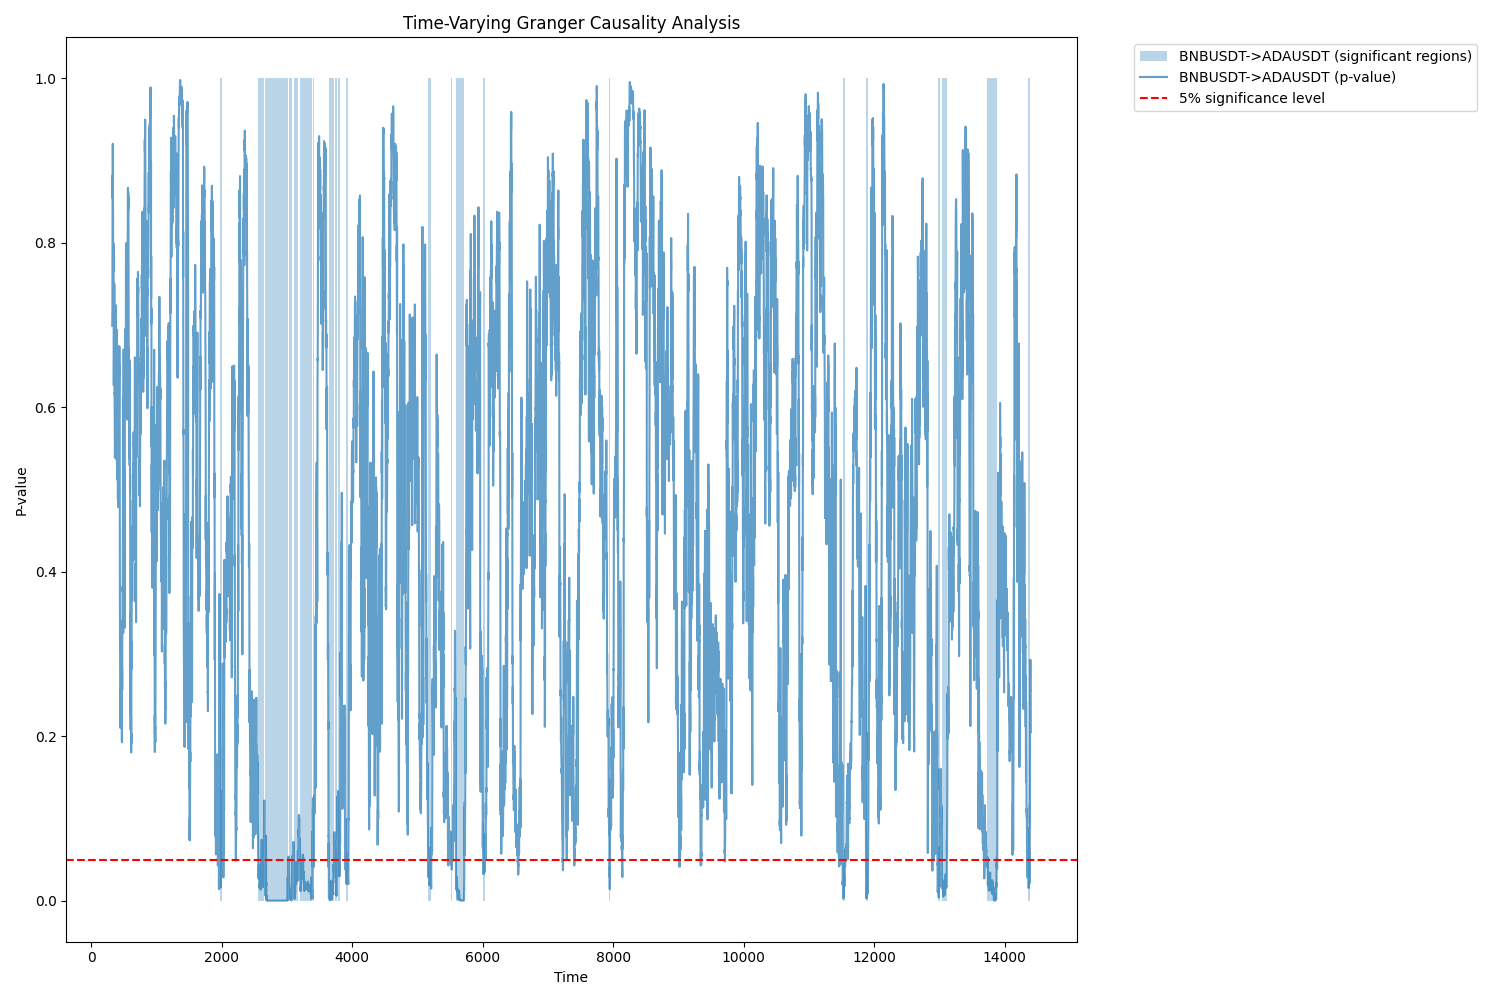 Time-Varying Granger Causality Analysis
BNBUSDT->ADAUSDT (significant regions)
BNBUSDT->ADAUSDT (p-value)
5% significance level
1.0
0.8
0.6
0.4
0.2
0.0
P-value
0 2000 4000 6000 8000 10000 12000 14000
Time